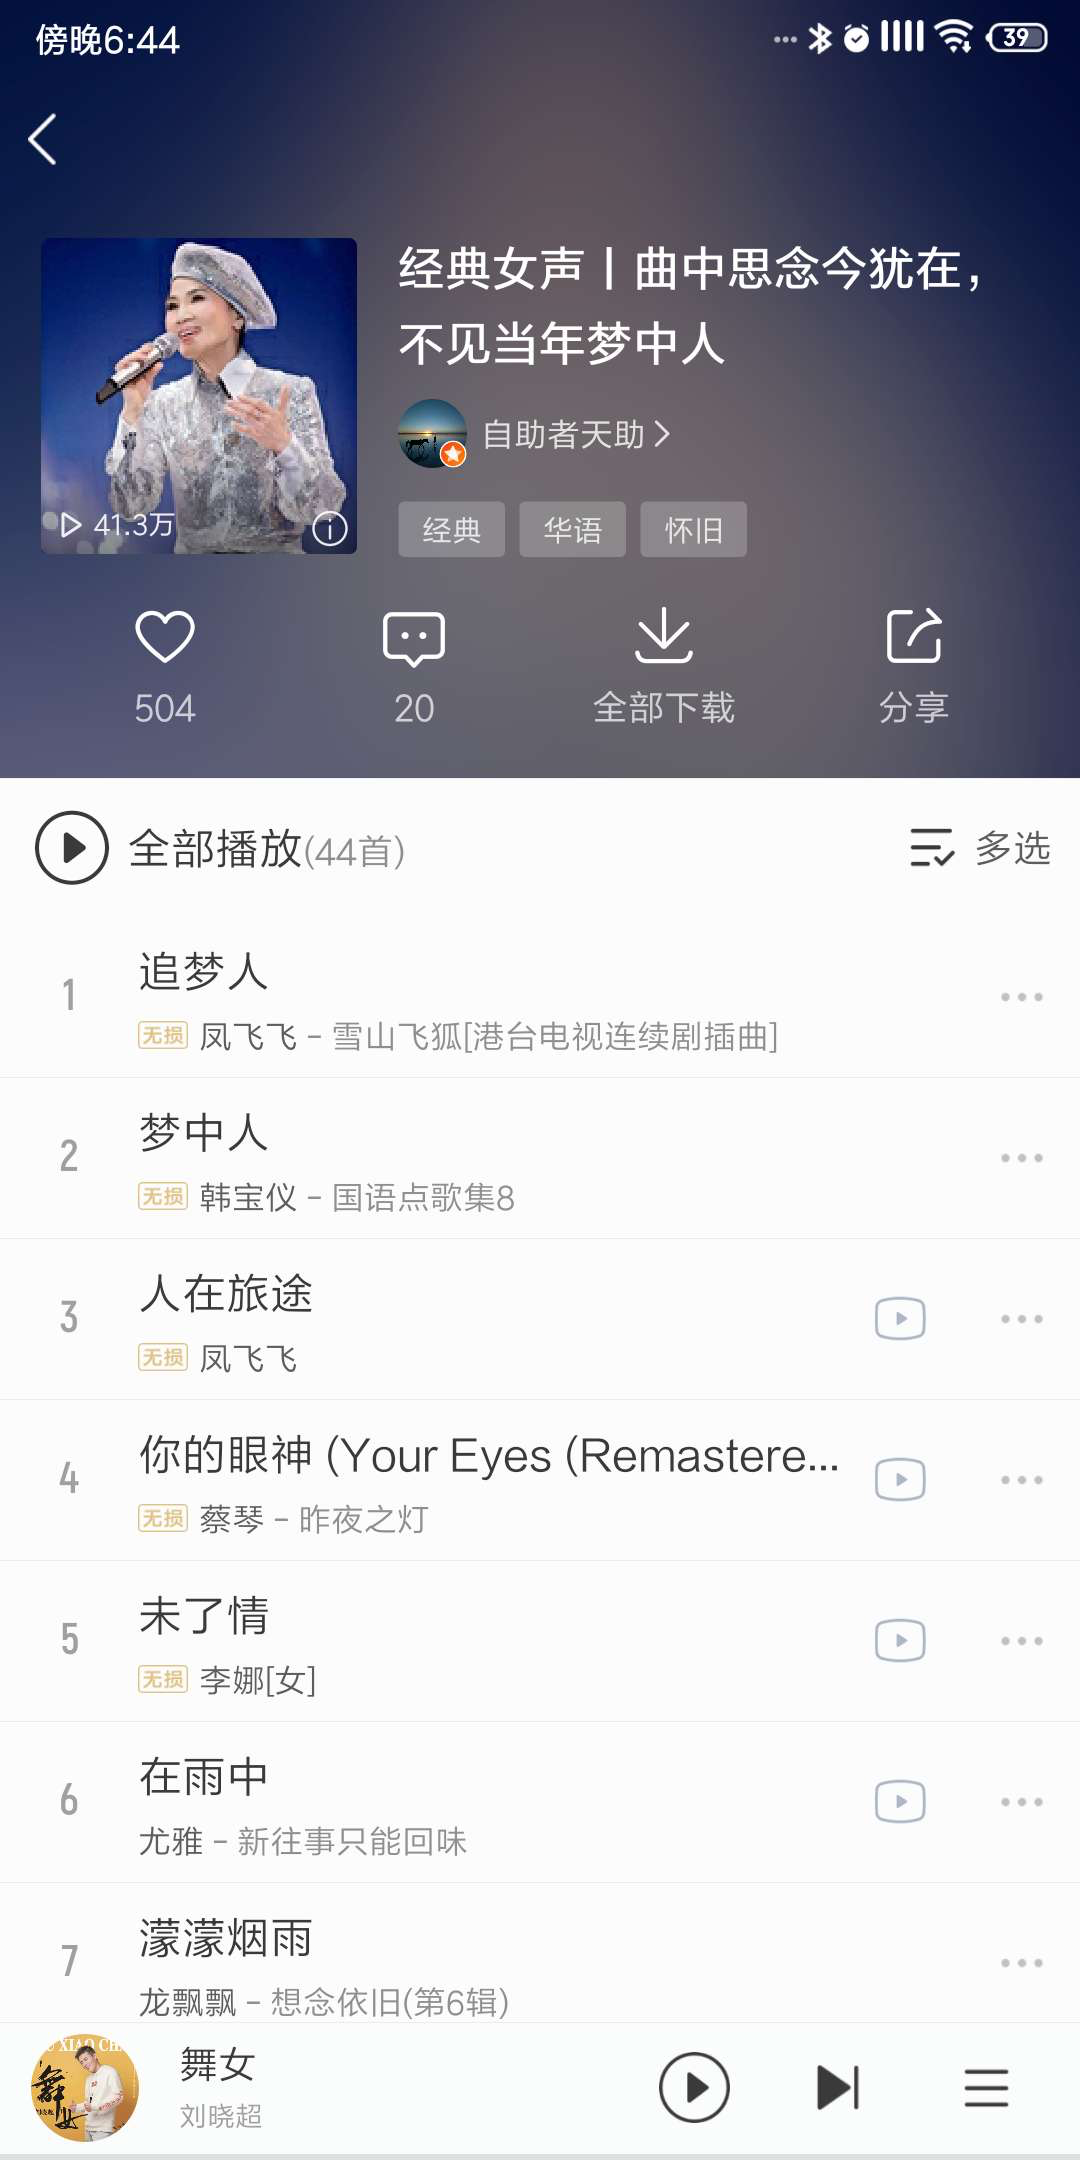 傍晚6:44
39
经典女声丨曲中思念今犹在，
不见当年梦中人
自助者天助
41.3万
经典
华语
怀旧
504
20
全部下载
分享
全部播放(44首)
多选
1
追梦人
无损 凤飞飞 - 雪山飞狐[港台电视连续剧插曲]
2
梦中人
无损 韩宝仪 - 国语点歌集8
3
人在旅途
无损 凤飞飞
4
你的眼神 (Your Eyes (Remastere...
无损 蔡琴 - 昨夜之灯
5
未了情
无损 李娜[女]
6
在雨中
尤雅 - 新往事只能回味
7
濛濛烟雨
龙飘飘 - 想念依旧(第6辑)
XIAO CH
舞女
舞女
刘晓超